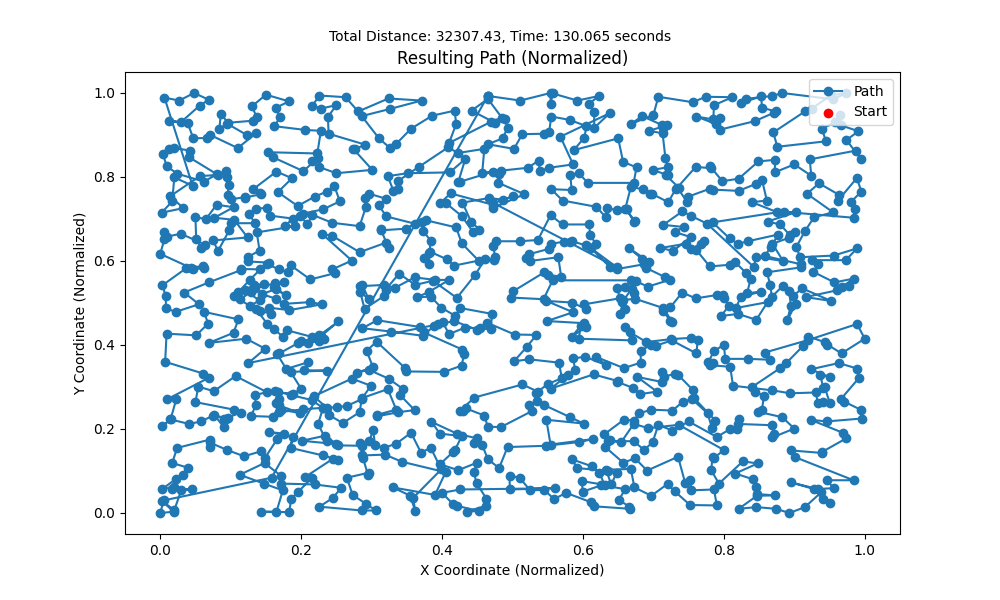 Total Distance: 32307.43, Time: 130.065 seconds
Resulting Path (Normalized)
Path
Start
Y Coordinate (Normalized)
1.0
0.8
0.6
0.4
0.2
0.0
0.0 0.2 0.4 0.6 0.8 1.0
X Coordinate (Normalized)